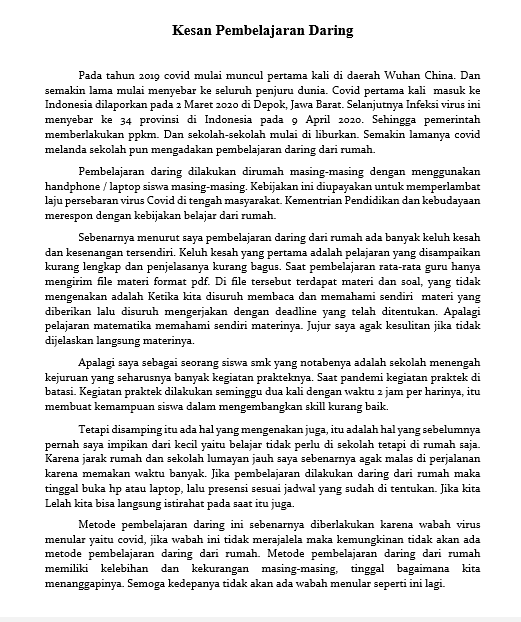 Kesan Pembelajaran Daring
Pada tahun 2019 covid mulai muncul pertama kali di daerah Wuhan China. Dan
semakin lama mulai menyebar ke seluruh penjuru dunia. Covid pertama kali masuk ke
Indonesia dilaporkan pada 2 Maret 2020 di Depok, Jawa Barat. Selanjutnya Infeksi virus ini
menyebar ke 34 provinsi di Indonesia pada 9 April 2020. Sehingga pemerintah
memberlakukan ppkm. Dan sekolah-sekolah mulai di liburkan. Semakin lamanya covid
melanda sekolah pun mengadakan pembelajaran daring dari rumah.
Pembelajaran daring dilakukan dirumah masing-masing dengan menggunakan
handphone / laptop siswa masing-masing. Kebijakan ini diupayakan untuk memperlambat
laju persebaran virus Covid di tengah masyarakat. Kementrian Pendidikan dan kebudayaan
merespon dengan kebijakan belajar dari rumah.
Sebenarnya menurut saya pembelajaran daring dari rumah ada banyak keluh kesah
dan kesenangan tersendiri. Keluh kesah yang pertama adalah pelajaran yang disampaikan
kurang lengkap dan penjelasanya kurang bagus. Saat pembelajaran rata-rata guru hanya
mengirim file materi format pdf. Di file tersebut terdapat materi dan soal, yang tidak
mengenakan adalah Ketika kita disuruh membaca dan memahami sendiri materi yang
diberikan lalu disuruh mengerjakan dengan deadline yang telah ditentukan. Apalagi
pelajaran matematika memahami sendiri materinya. Jujur saya agak kesulitan jika tidak
dijelaskan langsung materinya.
Apalagi saya sebagai seorang siswa smk yang notabenya adalah sekolah menengah
kejuruan yang seharusnya banyak kegiatan prakteknya. Saat pandemi kegiatan praktek di
batasi. Kegiatan praktek dilakukan seminggu dua kali dengan waktu 2 jam per harinya, itu
membuat kemampuan siswa dalam mengembangkan skill kurang baik.
Tetapi disamping itu ada hal yang mengenakan juga, itu adalah hal yang sebelumnya
pernah saya impikan dari kecil yaitu belajar tidak perlu di sekolah tetapi di rumah saja.
Karena jarak rumah dan sekolah lumayan jauh saya sebenarnya agak malas di perjalanan
karena memakan waktu banyak. Jika pembelajaran dilakukan daring dari rumah maka
tinggal buka hp atau laptop, lalu presensi sesuai jadwal yang sudah di tentukan. Jika kita
Lelah kita bisa langsung istirahat pada saat itu juga.
Metode pembelajaran daring ini sebenarnya diberlakukan karena wabah virus
menular yaitu covid, jika wabah ini tidak merajalela maka kemungkinan tidak akan ada
metode pembelajaran daring dari rumah. Metode pembelajaran daring dari rumah
memiliki kelebihan dan kekurangan masing-masing, tinggal bagaimana kita
menanggapinya. Semoga kedepanya tidak akan ada wabah menular seperti ini lagi.